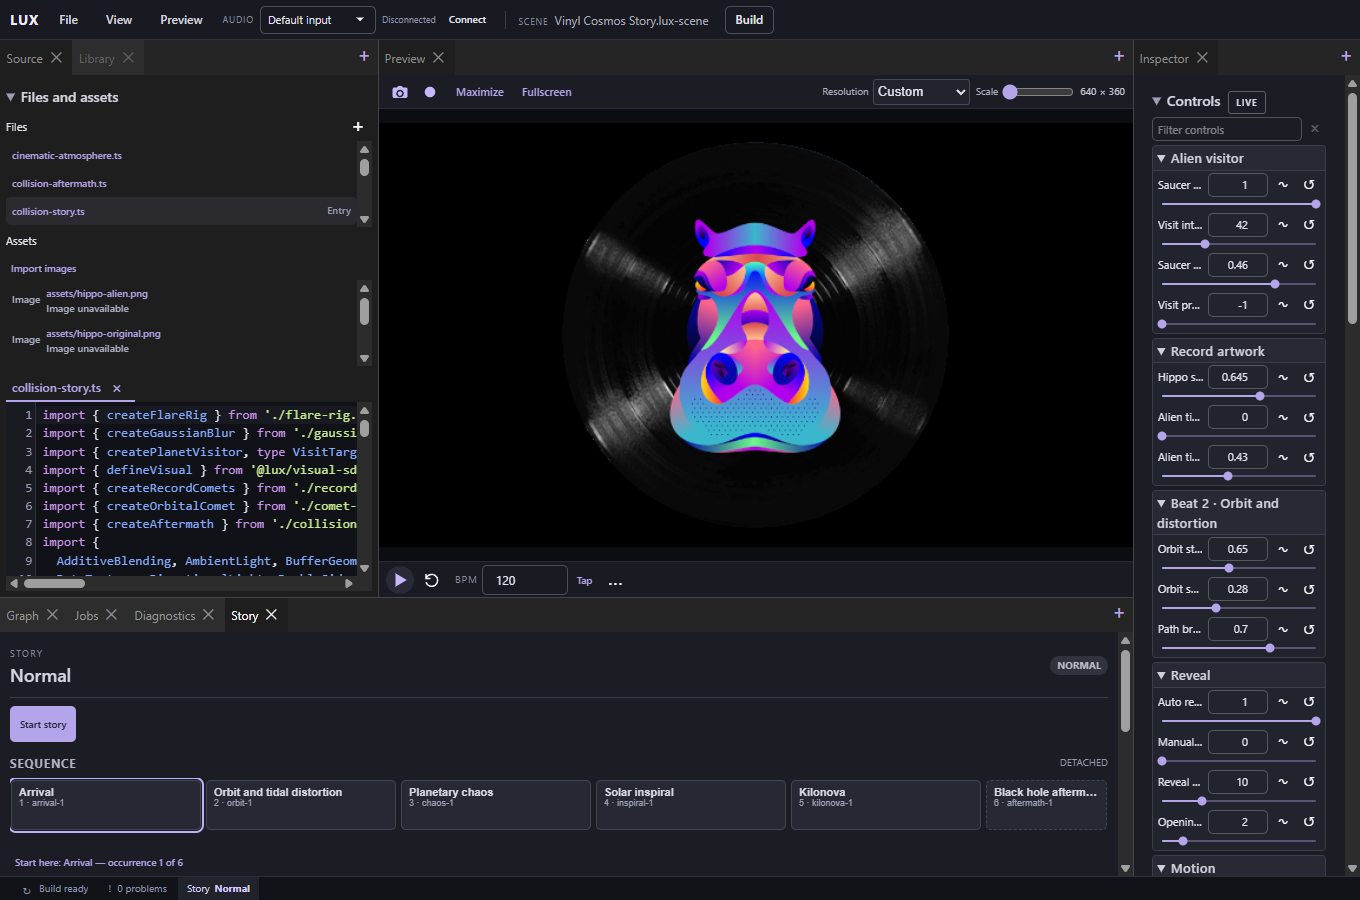 LUX File View Preview AUDIO Default input Disconnected Connect SCENE Vinyl Cosmos Story.lux-scene Build
Source Library
Files and assets
Files
cinematic-atmosphere.ts
collision-aftermath.ts
collision-story.ts Entry
Assets
Import images
Image assets/hippo-alien.png
Image unavailable
Image assets/hippo-original.png
Image unavailable
collision-story.ts
1 import { createFlareRig } from './flare-rig.
2 import { createGaussianBlur } from './gaussi
3 import { createPlanetVisitor, type VisitTarg
4 import { defineVisual } from '@lux/visual-sd
5 import { createRecordComets } from './record
6 import { createOrbitalComet } from './comet-
7 import { createAftermath } from './collision
8 import {
9 AdditiveBlending, AmbientLight, BufferGeom
Preview
Maximize Fullscreen Resolution Custom Scale 640 × 360
BPM 120 Tap ...
Inspector
Controls LIVE
Filter controls
Alien visitor
Saucer ... 1
Visit int... 42
Saucer ... 0.46
Visit pr... -1
Record artwork
Hippo s... 0.645
Alien ti... 0
Alien ti... 0.43
Beat 2 · Orbit and
distortion
Orbit st... 0.65
Orbit s... 0.28
Path br... 0.7
Reveal
Auto re... 1
Manual... 0
Reveal ... 10
Openin... 2
Motion
Graph Jobs Diagnostics Story
STORY
Normal NORMAL
Start story
SEQUENCE DETACHED
Arrival
1 · arrival-1
Orbit and tidal distortion
2 · orbit-1
Planetary chaos
3 · chaos-1
Solar inspiral
4 · inspiral-1
Kilonova
5 · kilonova-1
Black hole afterm...
6 · aftermath-1
Start here: Arrival — occurrence 1 of 6
Build ready ! 0 problems Story Normal